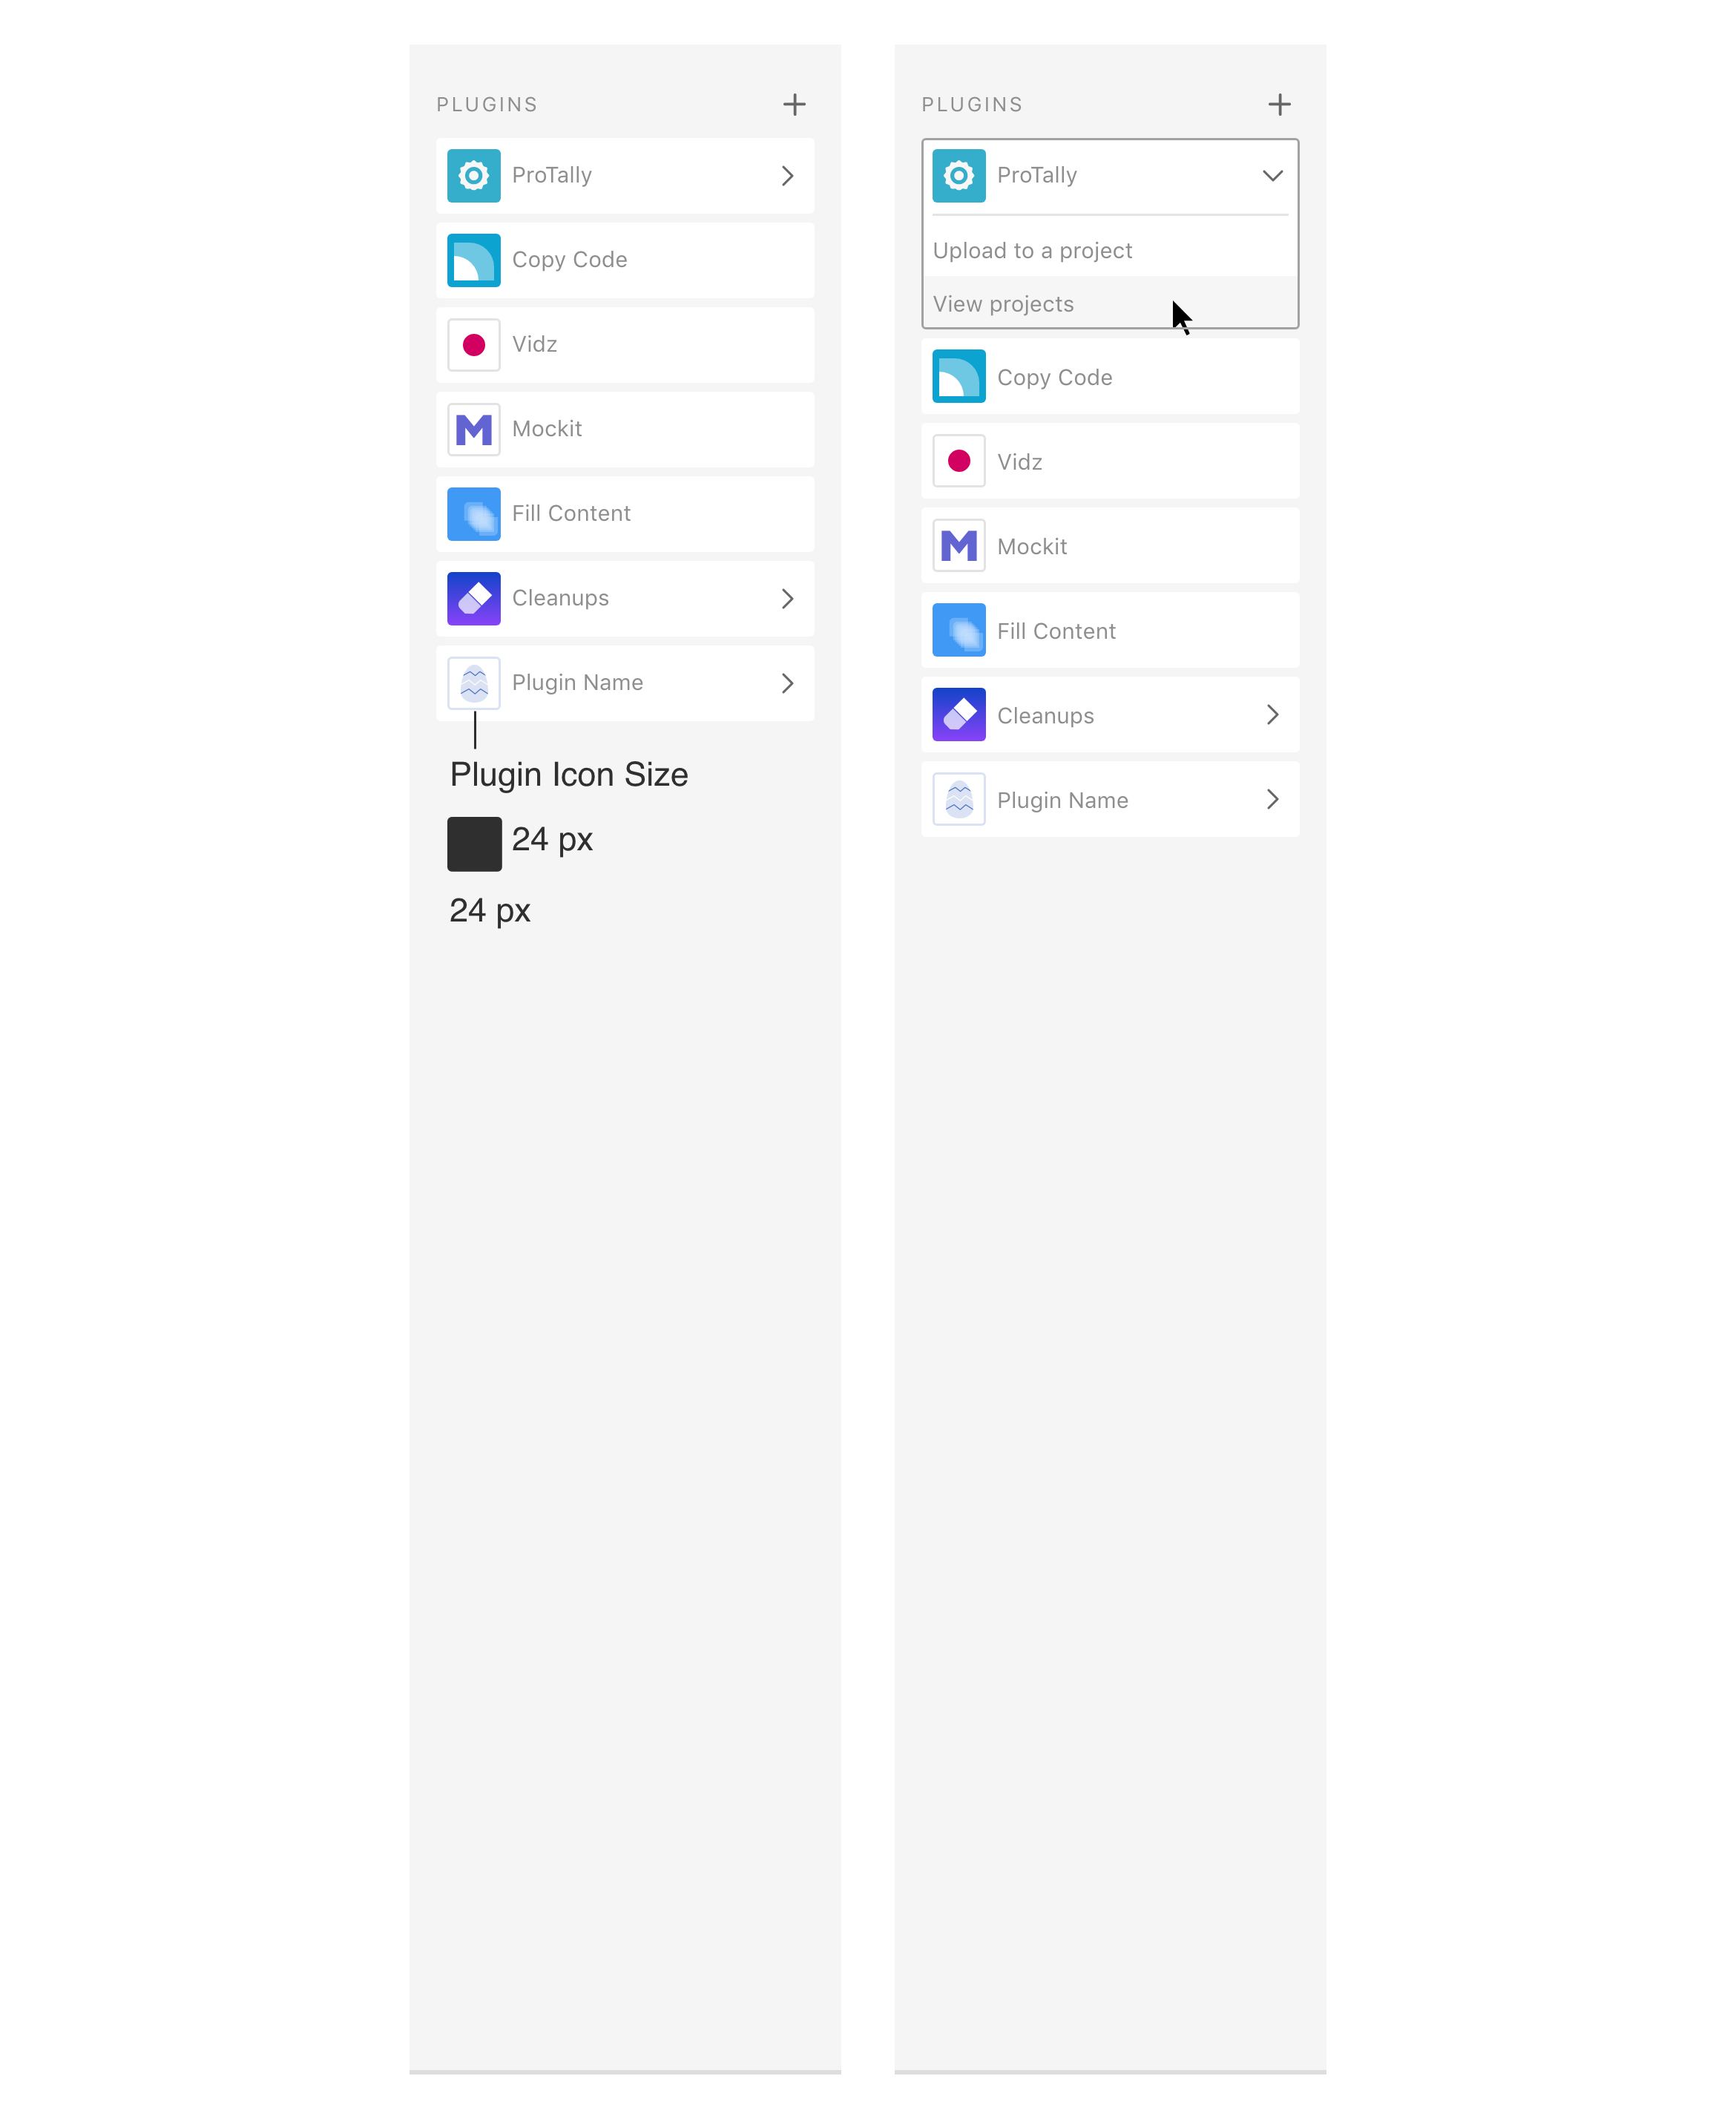 PLUGINS
ProTally
Copy Code
Vidz
Mockit
Fill Content
Cleanups
Plugin Name
Plugin Icon Size
24 px
24 px
PLUGINS
ProTally
Upload to a project
View projects
Copy Code
Vidz
Mockit
Fill Content
Cleanups
Plugin Name